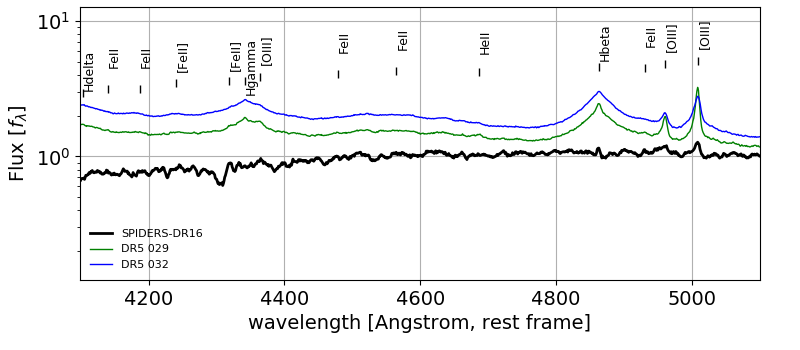 10¹
Hdelta
FeII
FeII
[FeII]
[FeII]
Hgamma
[OIII]
FeII
FeII
HeII
Hbeta
FeII
[OIII]
[OIII]
Flux [fλ]
10⁰
SPIDERS-DR16
DR5 029
DR5 032
4200 4400 4600 4800 5000
wavelength [Angstrom, rest frame]